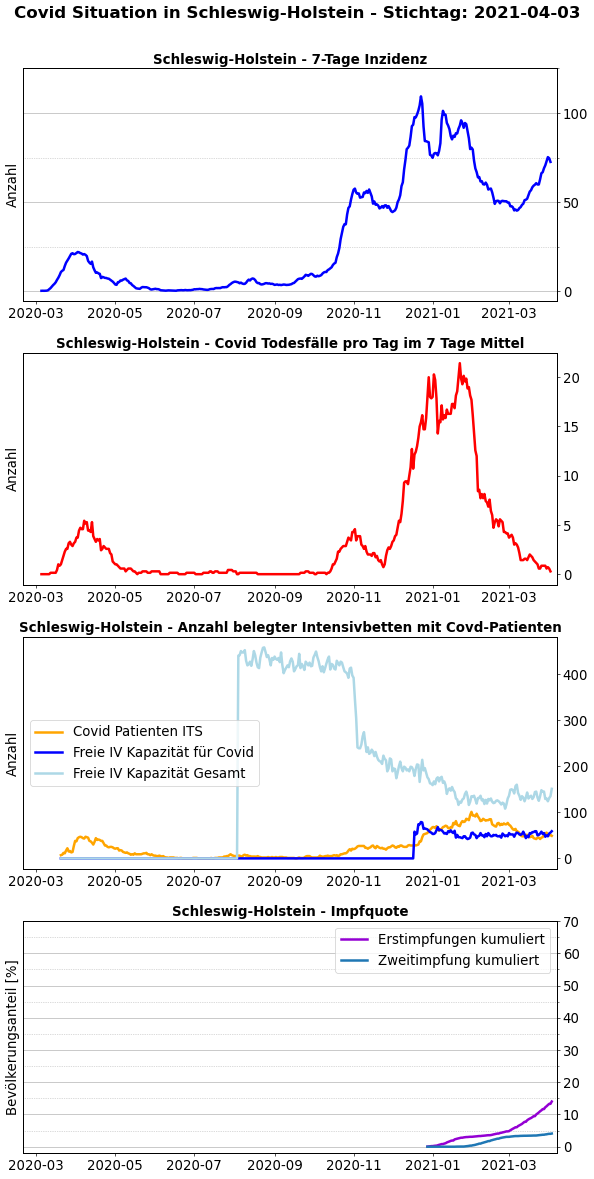 Covid Situation in Schleswig-Holstein - Stichtag: 2021-04-03
Schleswig-Holstein - 7-Tage Inzidenz
Anzahl
100
50
0
2020-03 2020-05 2020-07 2020-09 2020-11 2021-01 2021-03
Schleswig-Holstein - Covid Todesfälle pro Tag im 7 Tage Mittel
Anzahl
20
15
10
5
0
2020-03 2020-05 2020-07 2020-09 2020-11 2021-01 2021-03
Schleswig-Holstein - Anzahl belegter Intensivbetten mit Covd-Patienten
Anzahl
Covid Patienten ITS
Freie IV Kapazität für Covid
Freie IV Kapazität Gesamt
400
300
200
100
0
2020-03 2020-05 2020-07 2020-09 2020-11 2021-01 2021-03
Schleswig-Holstein - Impfquote
Bevölkerungsanteil [%]
Erstimpfungen kumuliert
Zweitimpfung kumuliert
70
60
50
40
30
20
10
0
2020-03 2020-05 2020-07 2020-09 2020-11 2021-01 2021-03